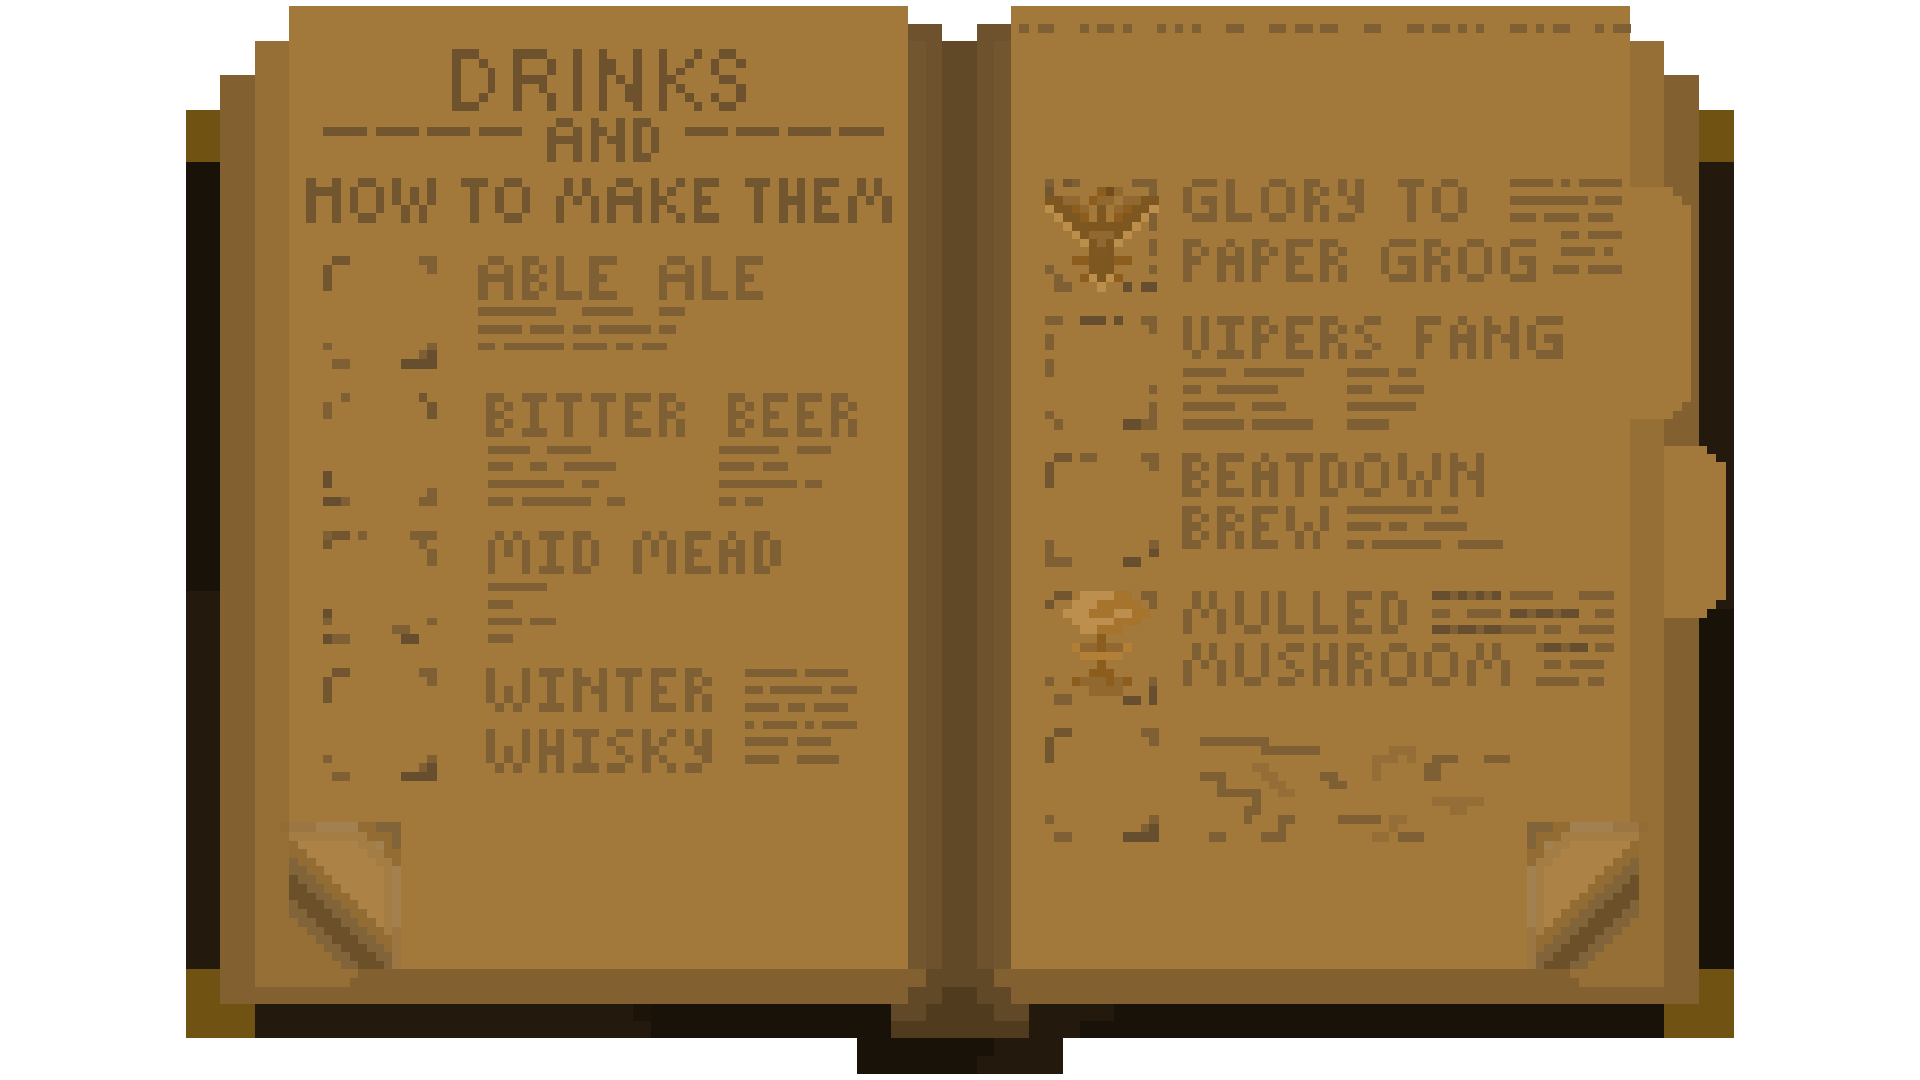 DRINKS
AND
HOW TO MAKE THEM
ABLE ALE
BITTER BEER
MID MEAD
WINTER
WHISKY
GLORY TO
PAPER GROG
VIPERS FANG
BEATDOWN
BREW
MULLED
MUSHROOM